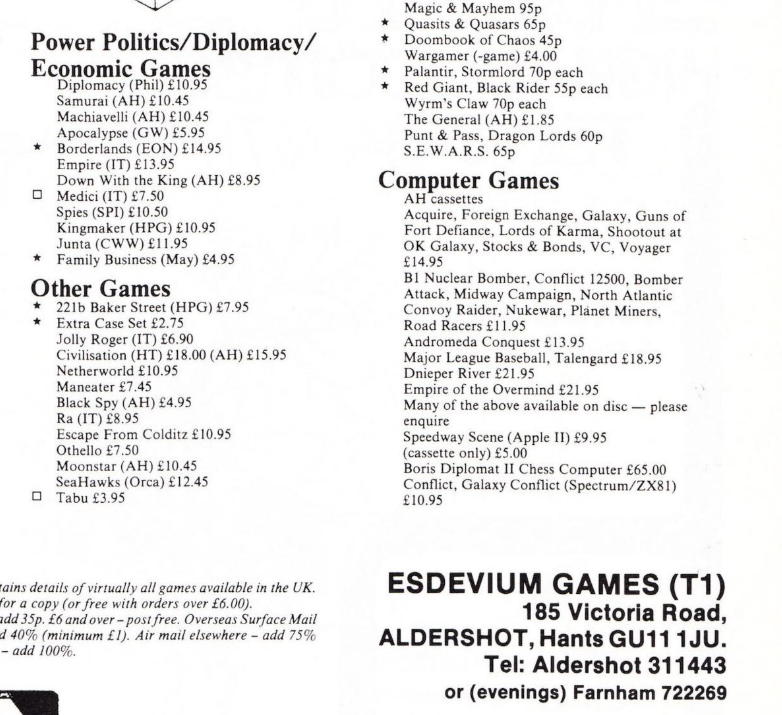 Power Politics/Diplomacy/
Economic Games
Diplomacy (Phil) £10.95
Samurai (AH) £10.45
Machiavelli (AH) £10.45
Apocalypse (GW) £5.95
★ Borderlands (EON) £14.95
Empire (IT) £13.95
Down With the King (AH) £8.95
□ Medici (IT) £7.50
Spies (SPI) £10.50
Kingmaker (HPG) £10.95
Junta (CWW) £11.95
★ Family Business (May) £4.95
Other Games
★ 221b Baker Street (HPG) £7.95
★ Extra Case Set £2.75
Jolly Roger (IT) £6.90
Civilisation (HT) £18.00 (AH) £15.95
Netherworld £10.95
Maneater £7.45
Black Spy (AH) £4.95
Ra (IT) £8.95
Escape From Colditz £10.95
Othello £7.50
Moonstar (AH) £10.45
SeaHawks (Orca) £12.45
□ Tabu £3.95
tains details of virtually all games available in the UK.
for a copy (or free with orders over £6.00).
add 35p. £6 and over – post free. Overseas Surface Mail
d 40% (minimum £1). Air mail elsewhere – add 75%
– add 100%.
Magic & Mayhem 95p
★ Quasits & Quasars 65p
★ Doombook of Chaos 45p
Wargamer (-game) £4.00
★ Palantir, Stormlord 70p each
★ Red Giant, Black Rider 55p each
Wyrm's Claw 70p each
The General (AH) £1.85
Punt & Pass, Dragon Lords 60p
S.E.W.A.R.S. 65p
Computer Games
AH cassettes
Acquire, Foreign Exchange, Galaxy, Guns of
Fort Defiance, Lords of Karma, Shootout at
OK Galaxy, Stocks & Bonds, VC, Voyager
£14.95
B1 Nuclear Bomber, Conflict 12500, Bomber
Attack, Midway Campaign, North Atlantic
Convoy Raider, Nukewar, Planet Miners,
Road Racers £11.95
Andromeda Conquest £13.95
Major League Baseball, Talengard £18.95
Dnieper River £21.95
Empire of the Overmind £21.95
Many of the above available on disc — please
enquire
Speedway Scene (Apple II) £9.95
(cassette only) £5.00
Boris Diplomat II Chess Computer £65.00
Conflict, Galaxy Conflict (Spectrum/ZX81)
£10.95
ESDEVIUM GAMES (T1)
185 Victoria Road,
ALDERSHOT, Hants GU11 1JU.
Tel: Aldershot 311443
or (evenings) Farnham 722269